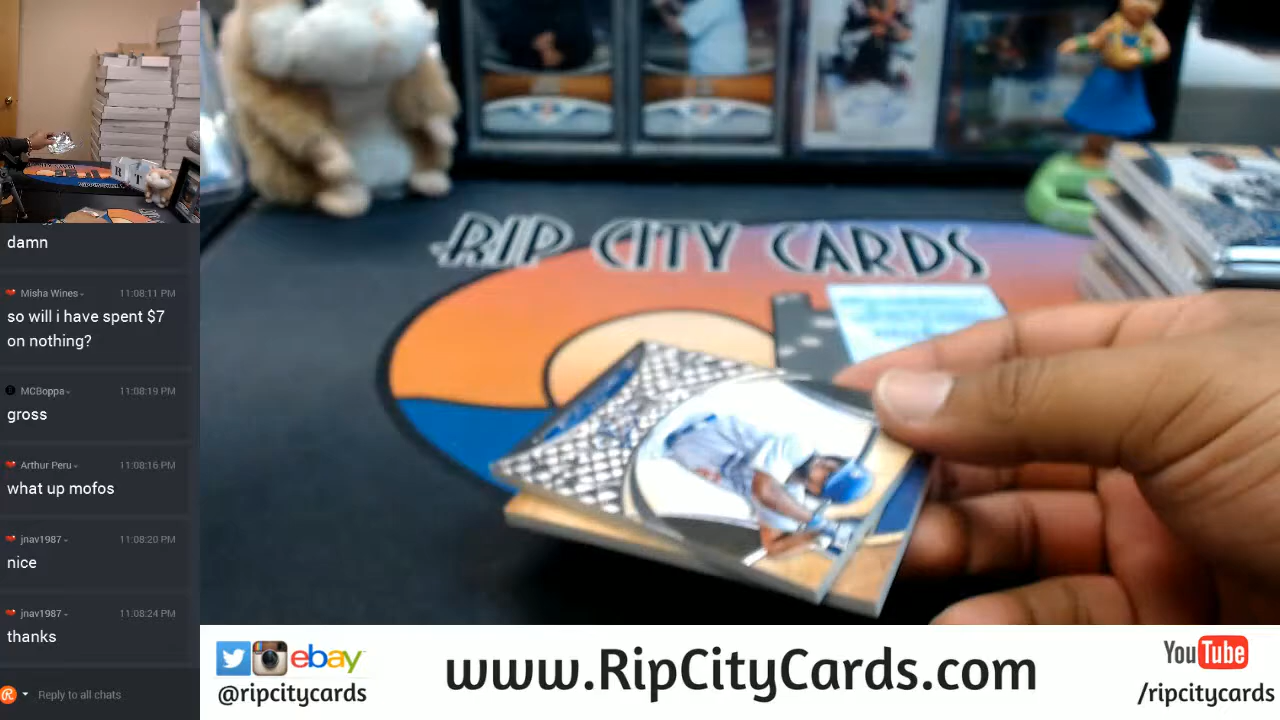 damn
Misha Wines 11:08:11 PM
so will i have spent $7
on nothing?
MCBoppa 11:08:19 PM
gross
Arthur Peru 11:08:16 PM
what up mofos
jnav1987 11:08:20 PM
nice
jnav1987 11:08:24 PM
thanks
Reply to all chats
RIP CITY CARDS
ebay
@ripcitycards
www.RipCityCards.com
YouTube
/ripcitycards